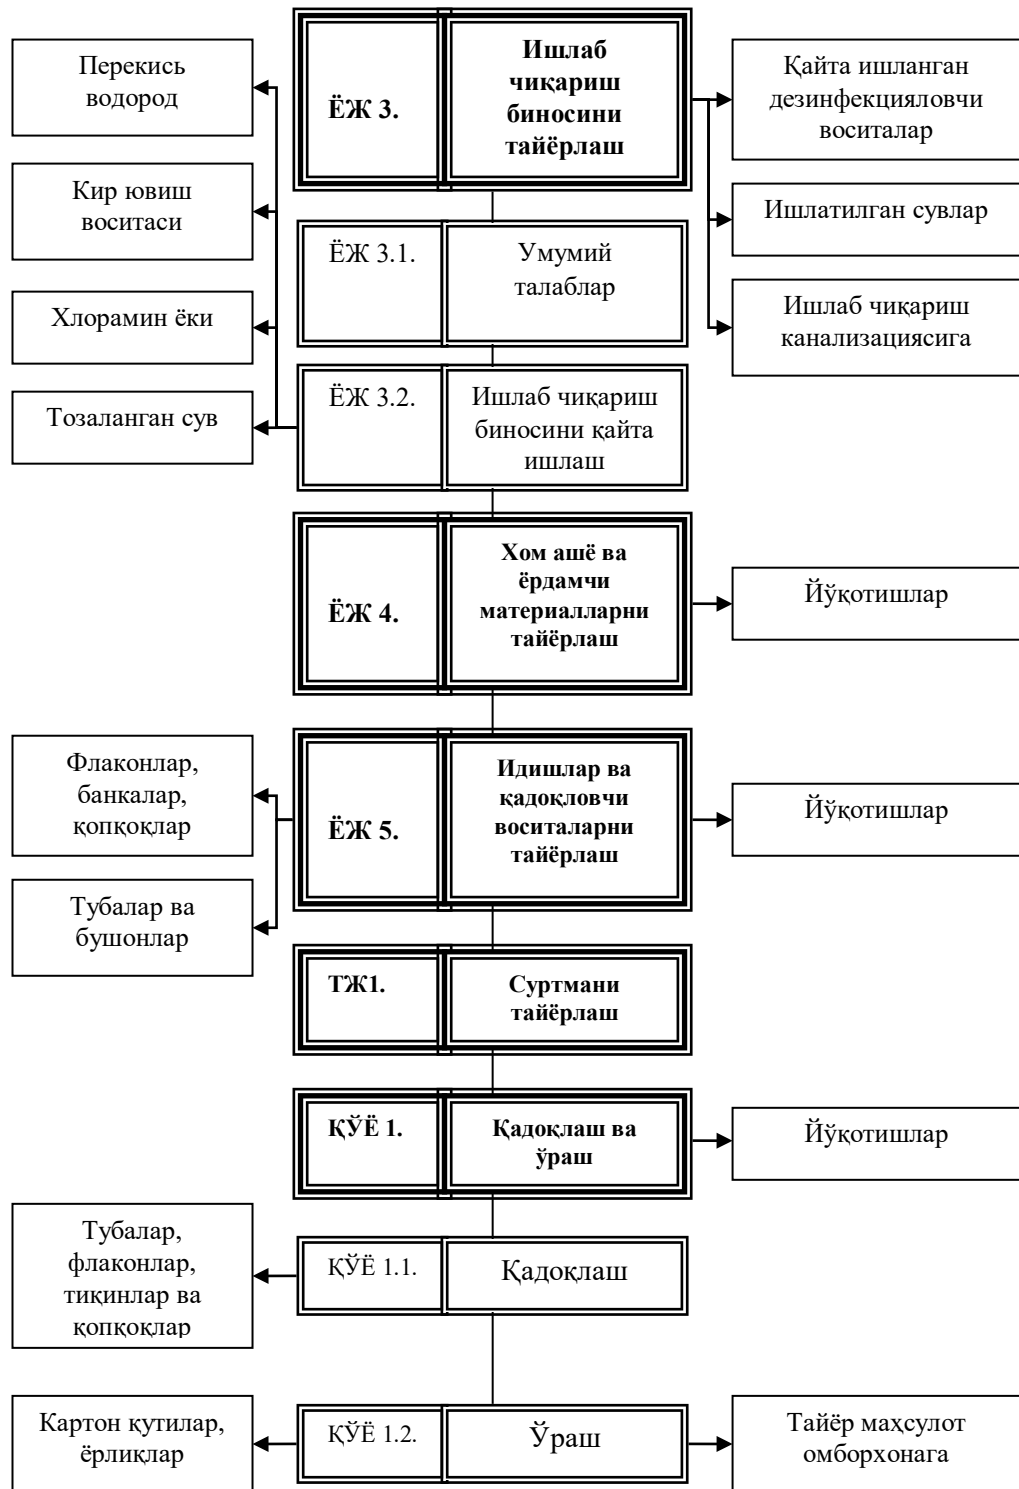 Перекись
водород
ЁЖ 3.
Ишлаб
чиқариш
биносини
тайёрлаш
Қайта ишланган
дезинфекцияловчи
воситалар
Кир ювиш
воситаси
Ишлатилган сувлар
ЁЖ 3.1.
Умумий
талаблар
Хлорамин ёки
Ишлаб чиқариш
канализациясига
Тозаланган сув
ЁЖ 3.2.
Ишлаб чиқариш
биносини қайта
ишлаш
ЁЖ 4.
Хом ашё ва
ёрдамчи
материалларни
тайёрлаш
Йўқотишлар
Флаконлар,
банкалар,
қопқоқлар
ЁЖ 5.
Идишлар ва
қадоқловчи
воситаларни
тайёрлаш
Йўқотишлар
Тубалар ва
бушонлар
ТЖ1.
Суртмани
тайёрлаш
ҚЎЁ 1.
Қадоқлаш ва
ўраш
Йўқотишлар
Тубалар,
флаконлар,
тиқинлар ва
қопқоқлар
ҚЎЁ 1.1.
Қадоқлаш
Картон қутилар,
ёрлиқлар
ҚЎЁ 1.2.
Ўраш
Тайёр маҳсулот
омборхонага